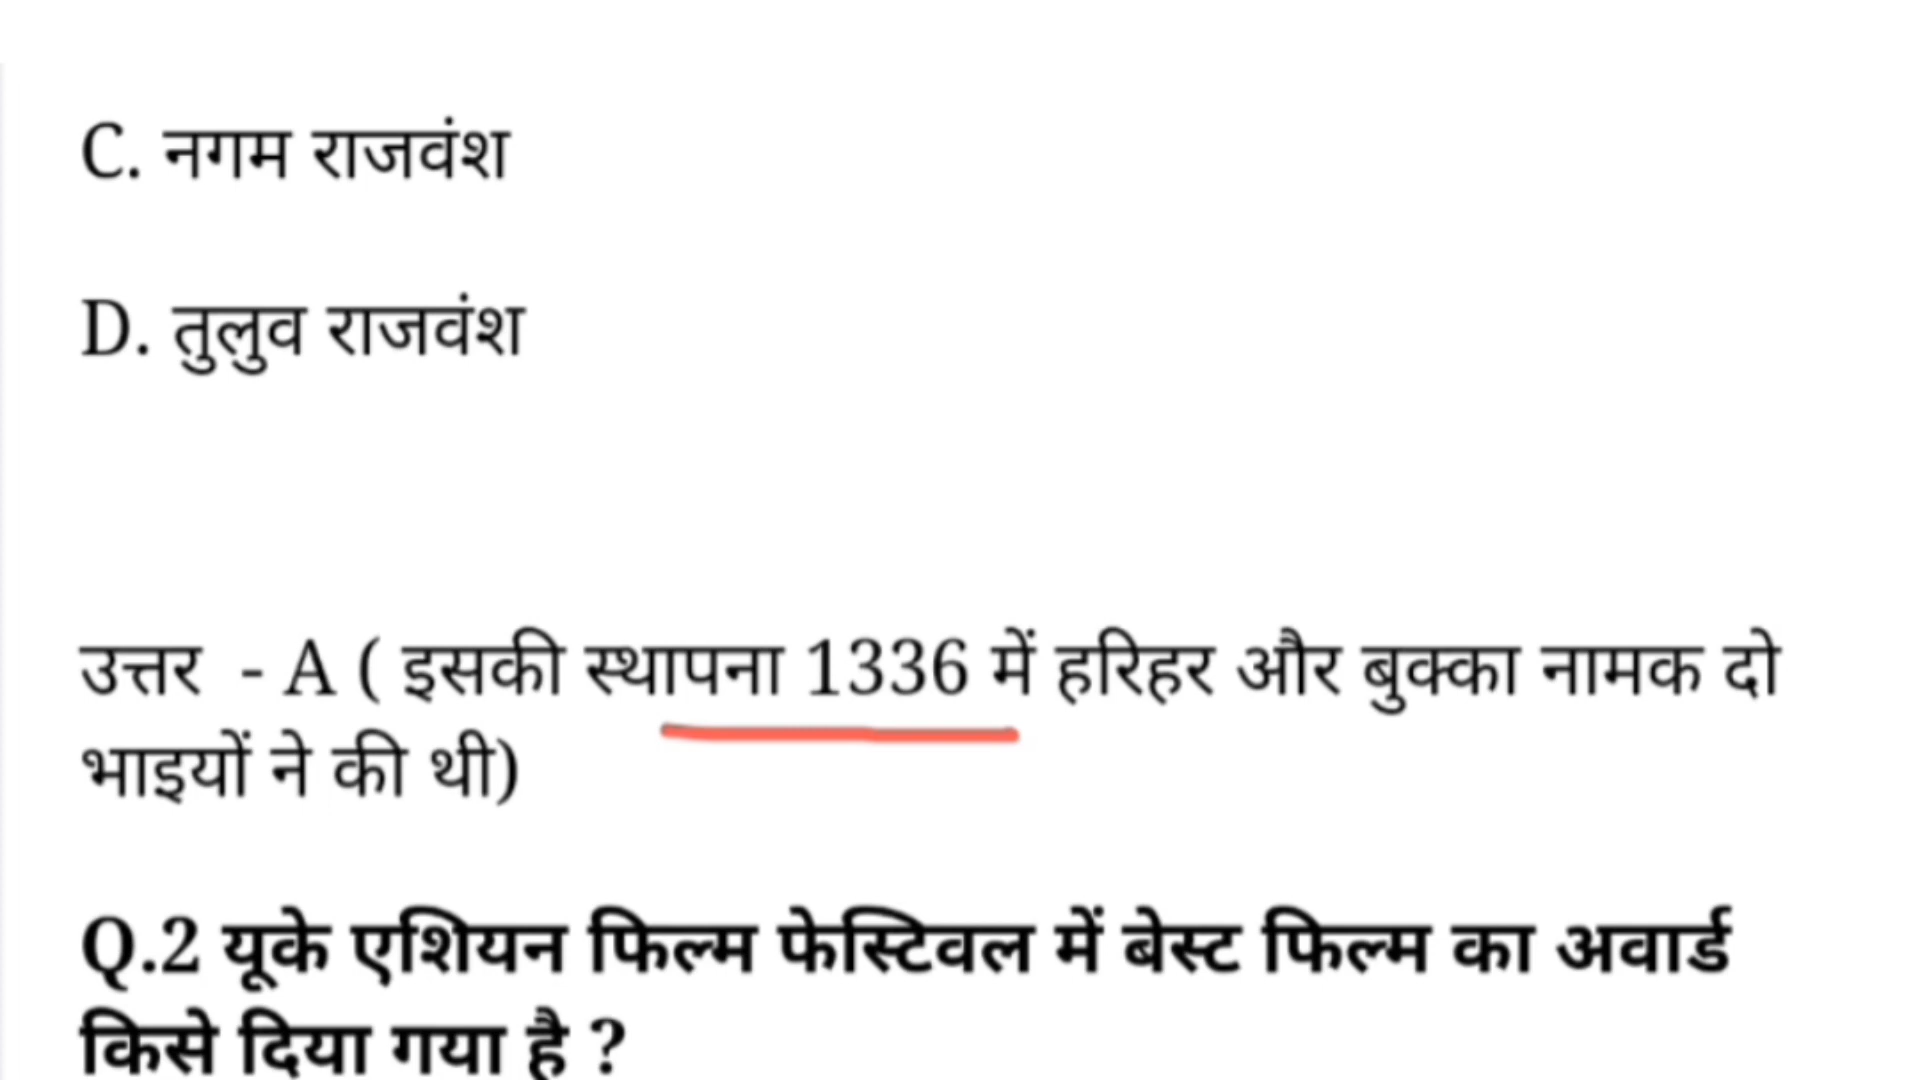 C. नगम राजवंश
D. तुलुव राजवंश
उत्तर - A ( इसकी स्थापना 1336 में हरिहर और बुक्का नामक दो
भाइयों ने की थी)
Q.2 यूके एशियन फिल्म फेस्टिवल में बेस्ट फिल्म का अवार्ड
किसे दिया गया है ?